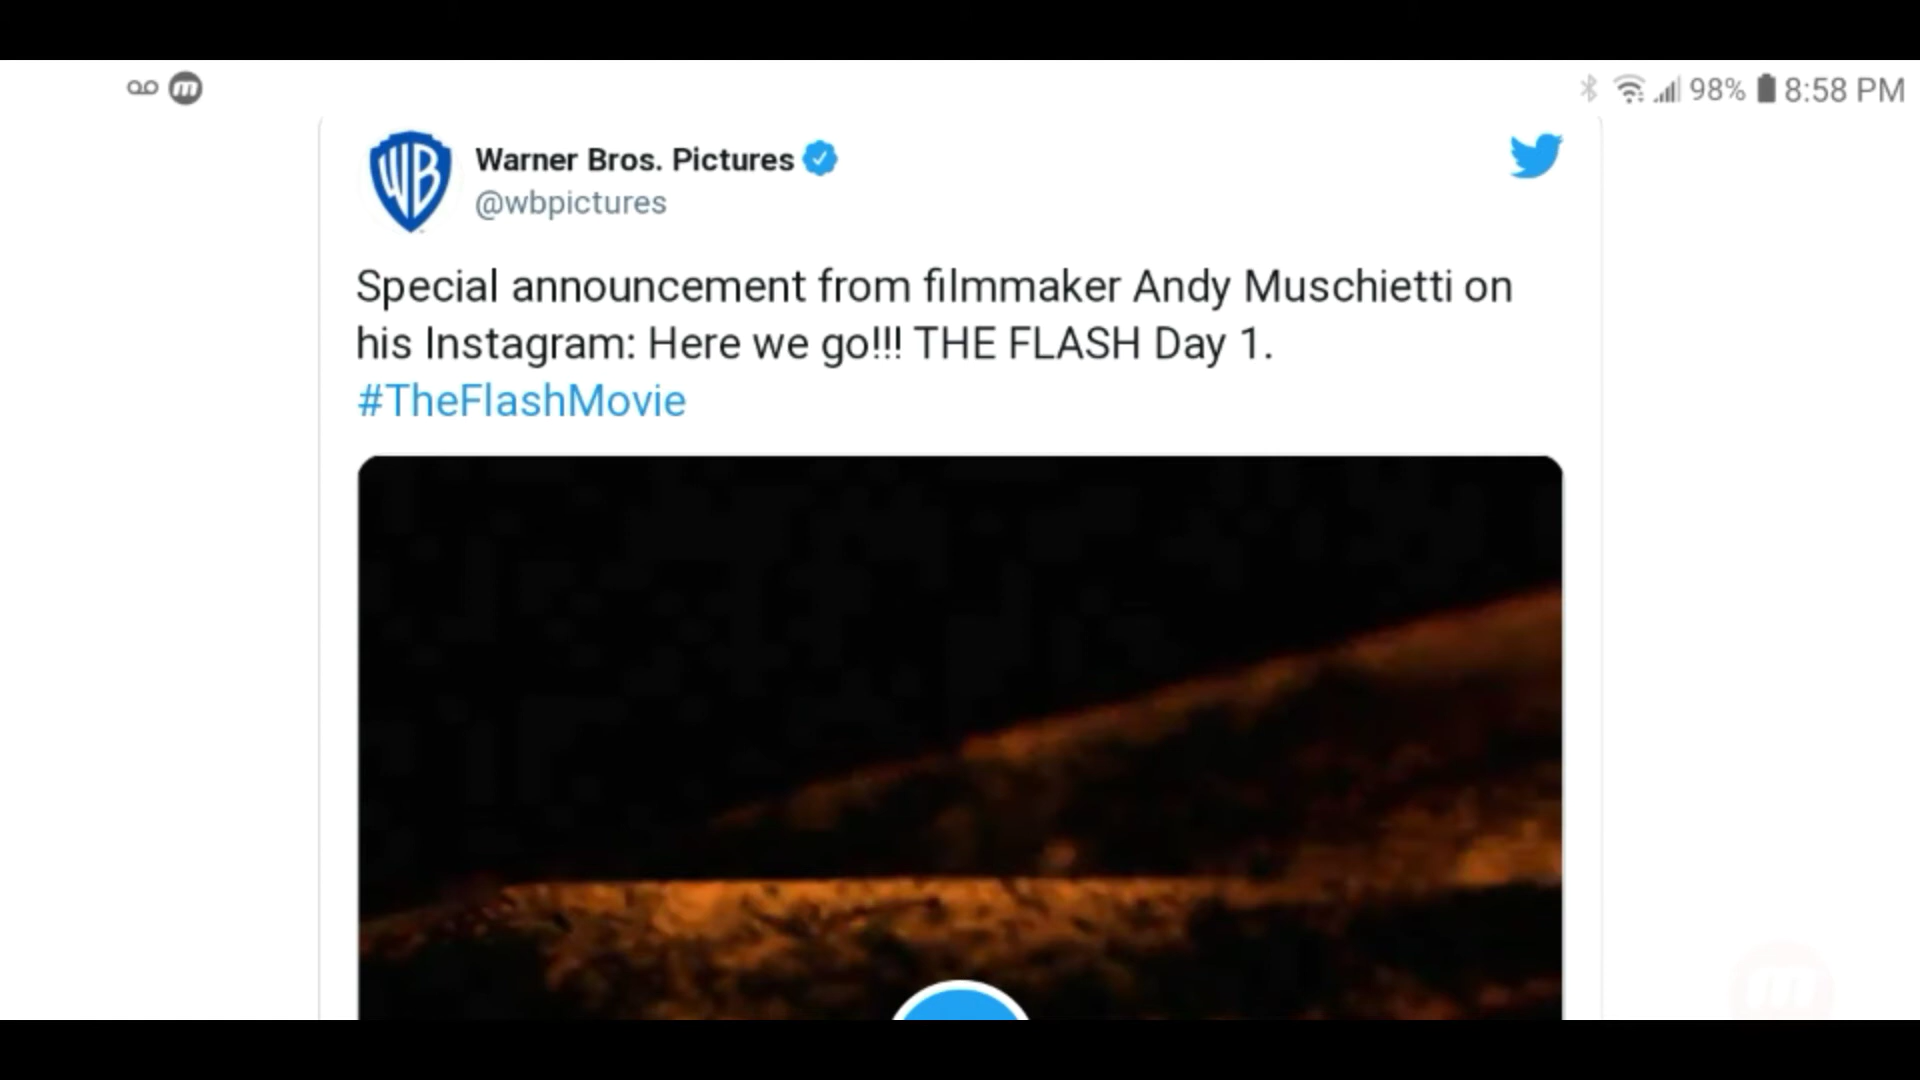 98% 8:58 PM
WB
Warner Bros. Pictures
@wbpictures
Special announcement from filmmaker Andy Muschietti on
his Instagram: Here we go!!! THE FLASH Day 1.
#TheFlashMovie